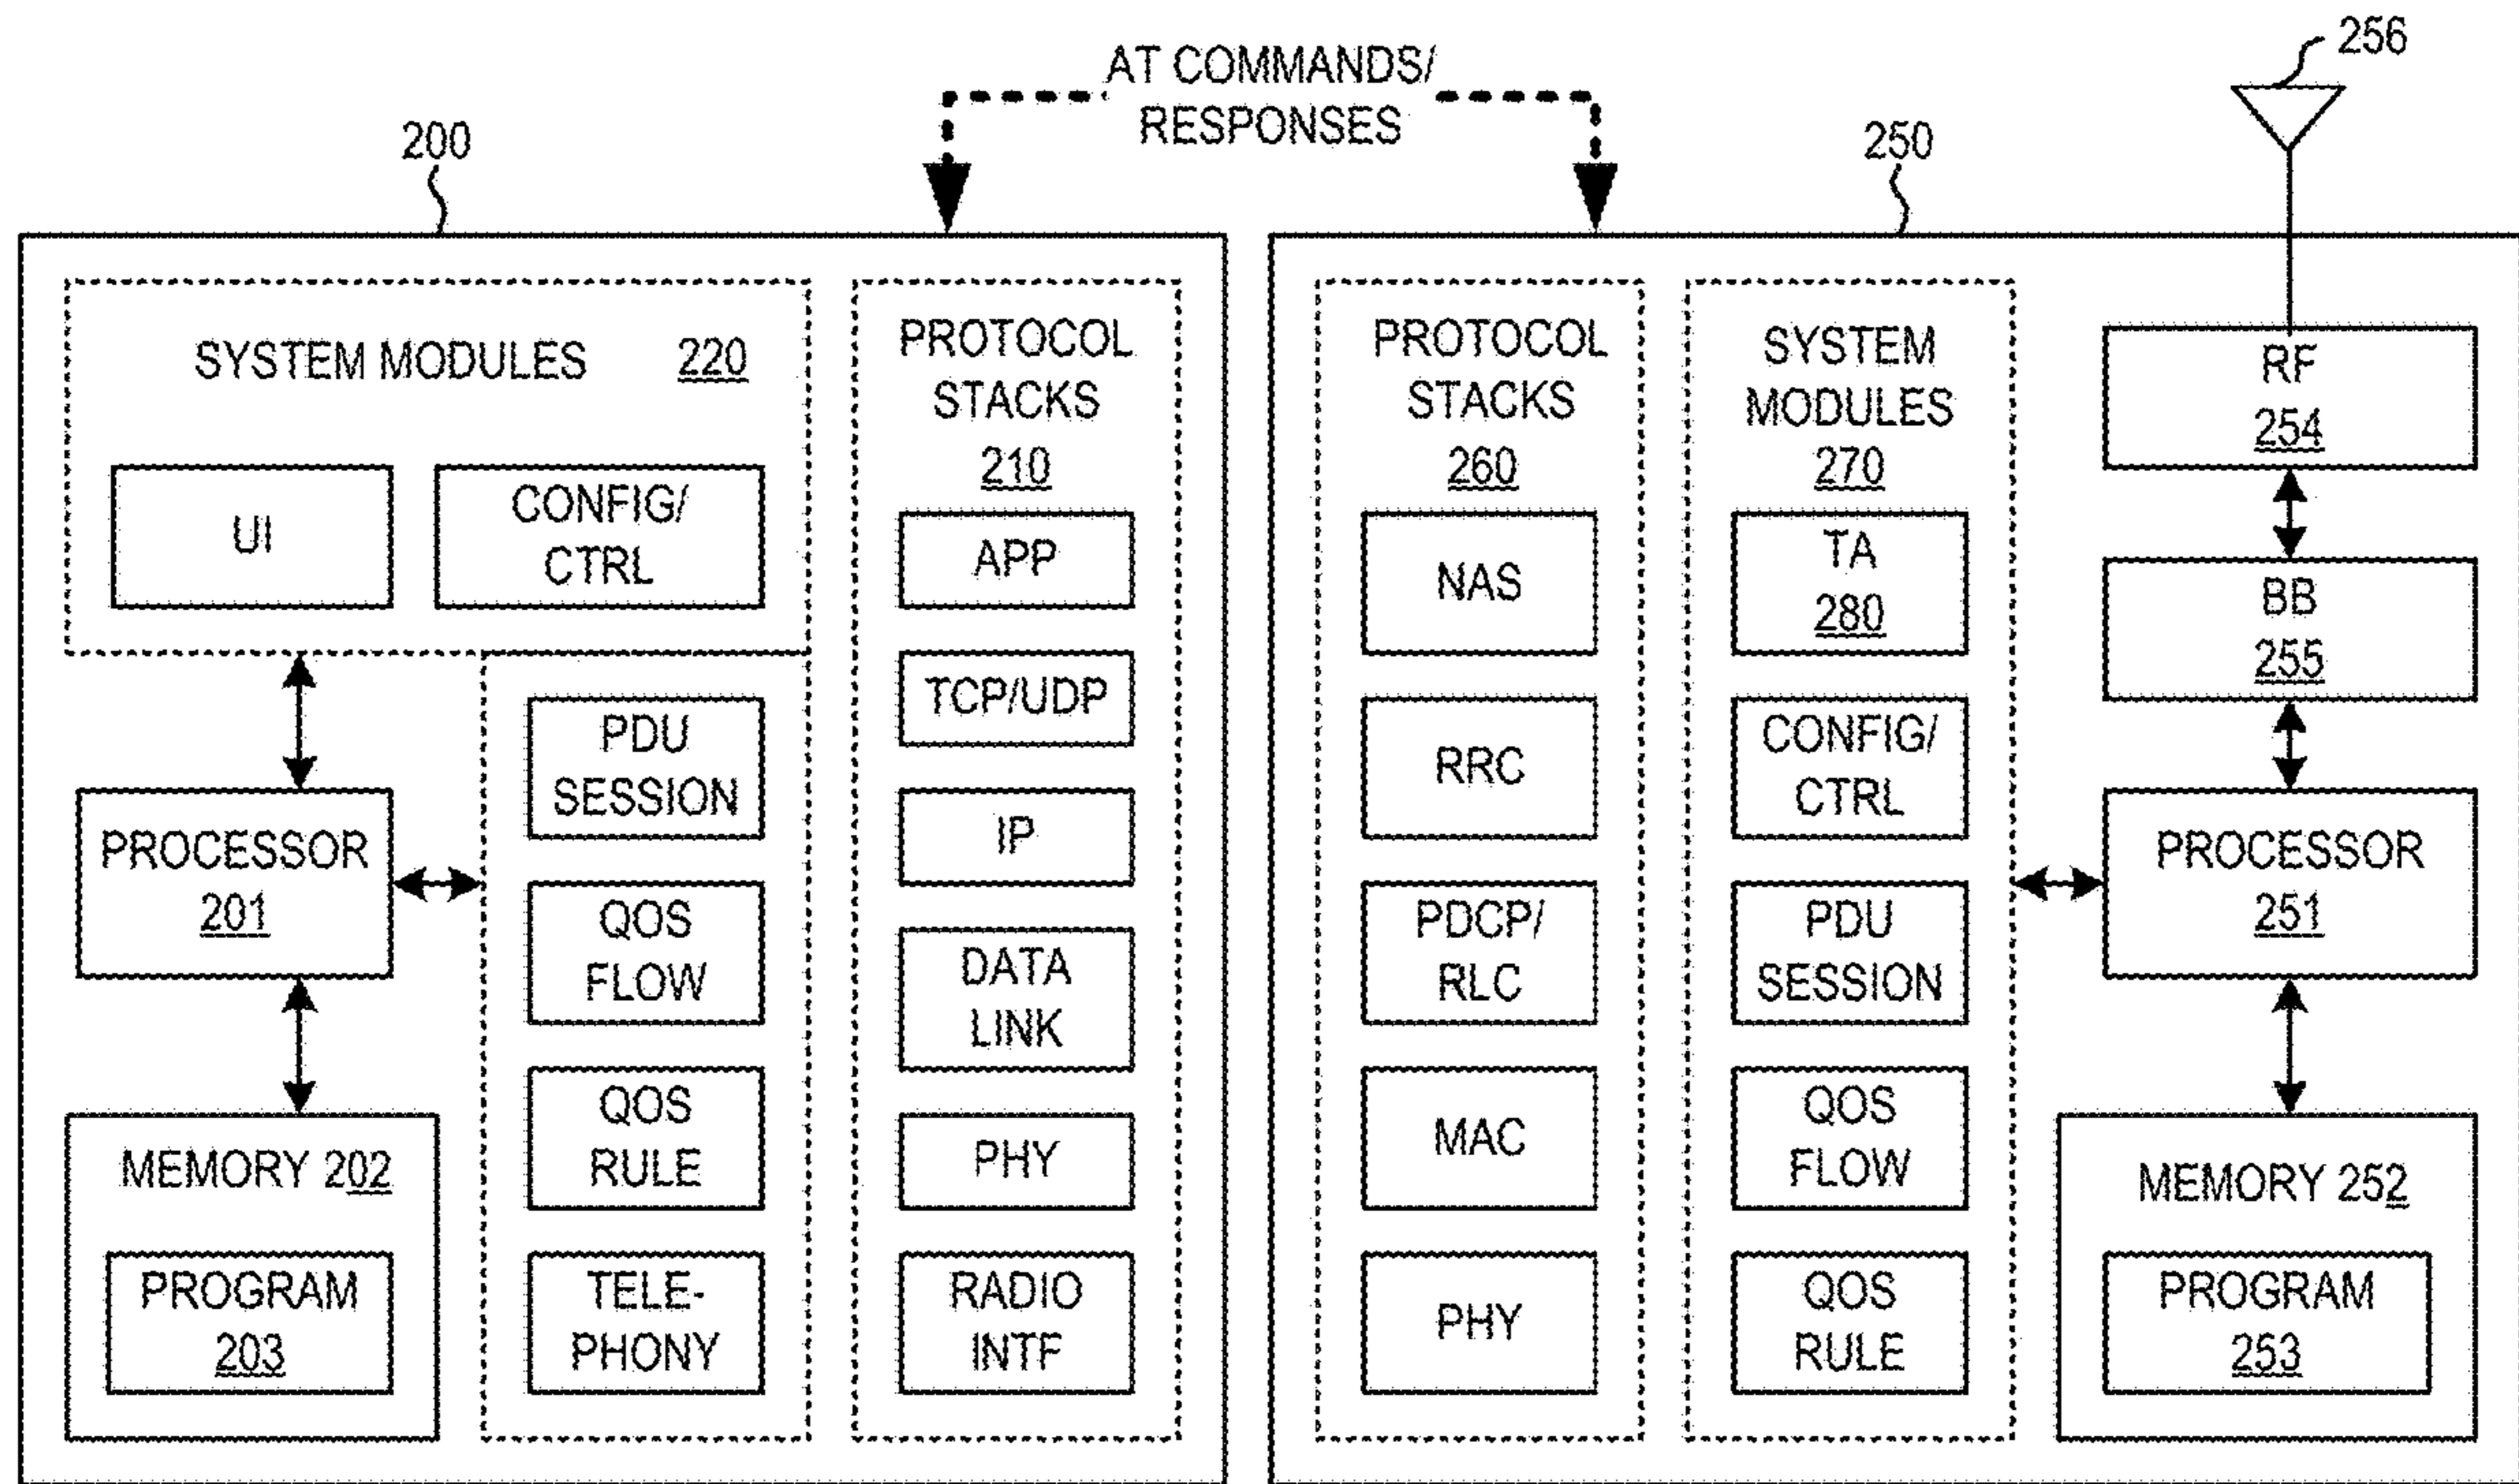 AT COMMANDS/
RESPONSES
256
200
250
SYSTEM MODULES 220
UI
CONFIG/
CTRL
PROCESSOR
201
MEMORY 202
PROGRAM
203
PDU
SESSION
QOS
FLOW
QOS
RULE
TELE-
PHONY
PROTOCOL
STACKS
210
APP
TCP/UDP
IP
DATA
LINK
PHY
RADIO
INTF
PROTOCOL
STACKS
260
NAS
RRC
PDCP/
RLC
MAC
PHY
SYSTEM
MODULES
270
TA
280
CONFIG/
CTRL
PDU
SESSION
QOS
FLOW
QOS
RULE
RF
254
BB
255
PROCESSOR
251
MEMORY 252
PROGRAM
253